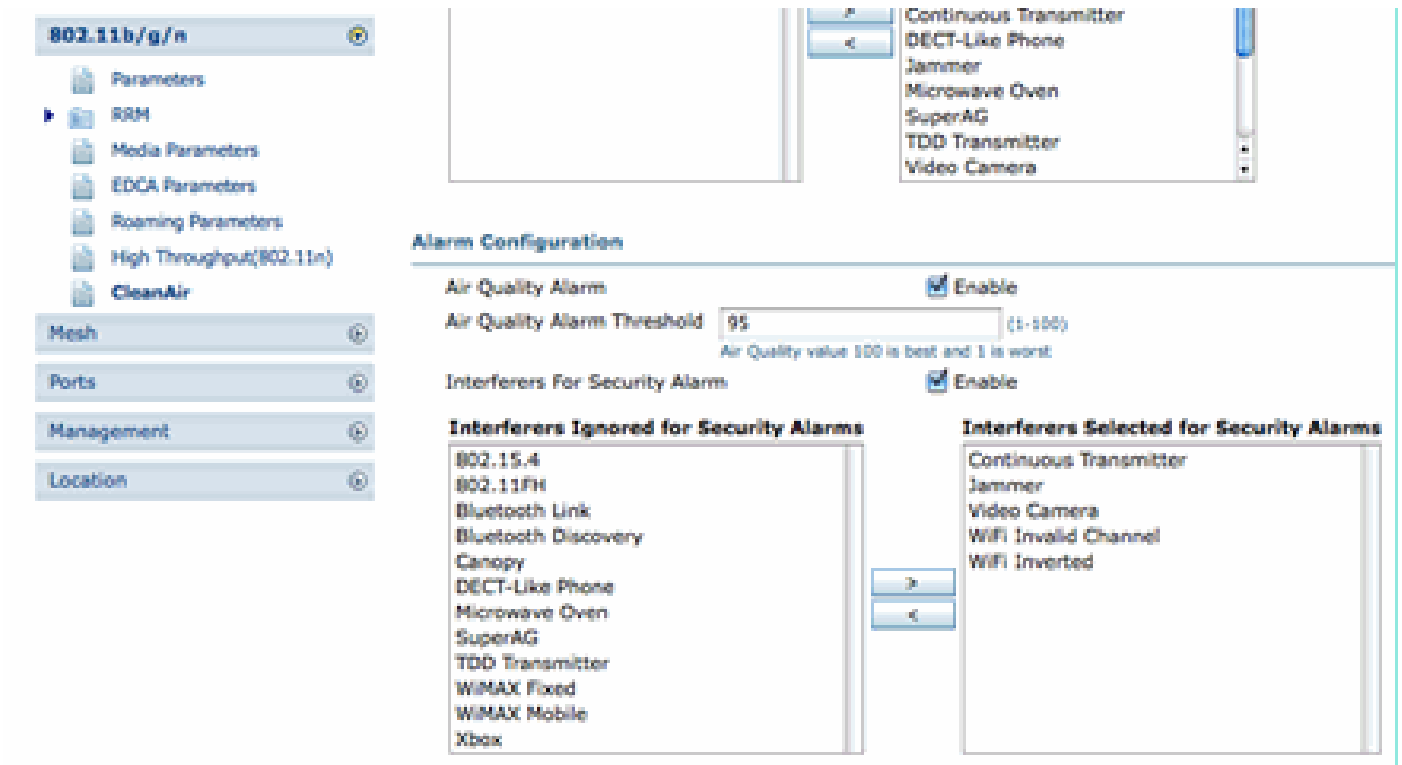 802.11b/g/n
Parameters
RRM
Media Parameters
EDCA Parameters
Roaming Parameters
High Throughput(802.11n)
CleanAir
Mesh
Ports
Management
Location
>
<
Continuous Transmitter
DECT-Like Phone
Jammer
Microwave Oven
SuperAG
TDD Transmitter
Video Camera
Alarm Configuration
Air Quality Alarm Enable
Air Quality Alarm Threshold 95 (1-100)
Air Quality value 100 is best and 1 is worst
Interferers For Security Alarm Enable
Interferers Ignored for Security Alarms
802.15.4
802.11FH
Bluetooth Link
Bluetooth Discovery
Canopy
DECT-Like Phone
Microwave Oven
SuperAG
TDD Transmitter
WiMAX Fixed
WiMAX Mobile
Xbox
>
<
Interferers Selected for Security Alarms
Continuous Transmitter
Jammer
Video Camera
WiFi Invalid Channel
WiFi Inverted